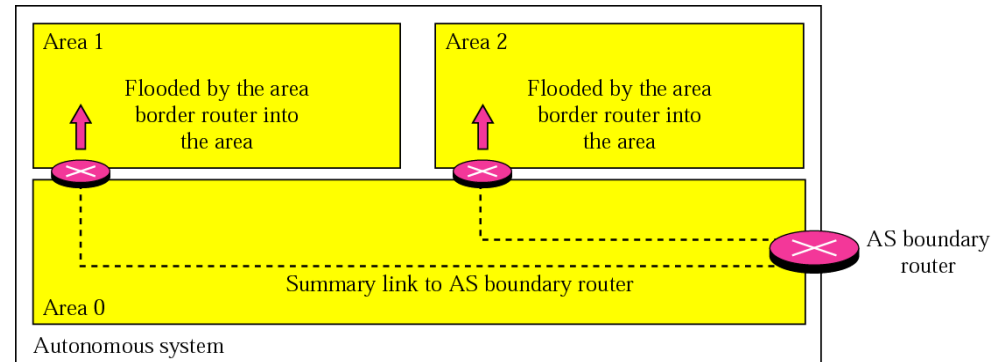 Area 1
Flooded by the area
border router into
the area
Area 2
Flooded by the area
border router into
the area
AS boundary
router
Summary link to AS boundary router
Area 0
Autonomous system